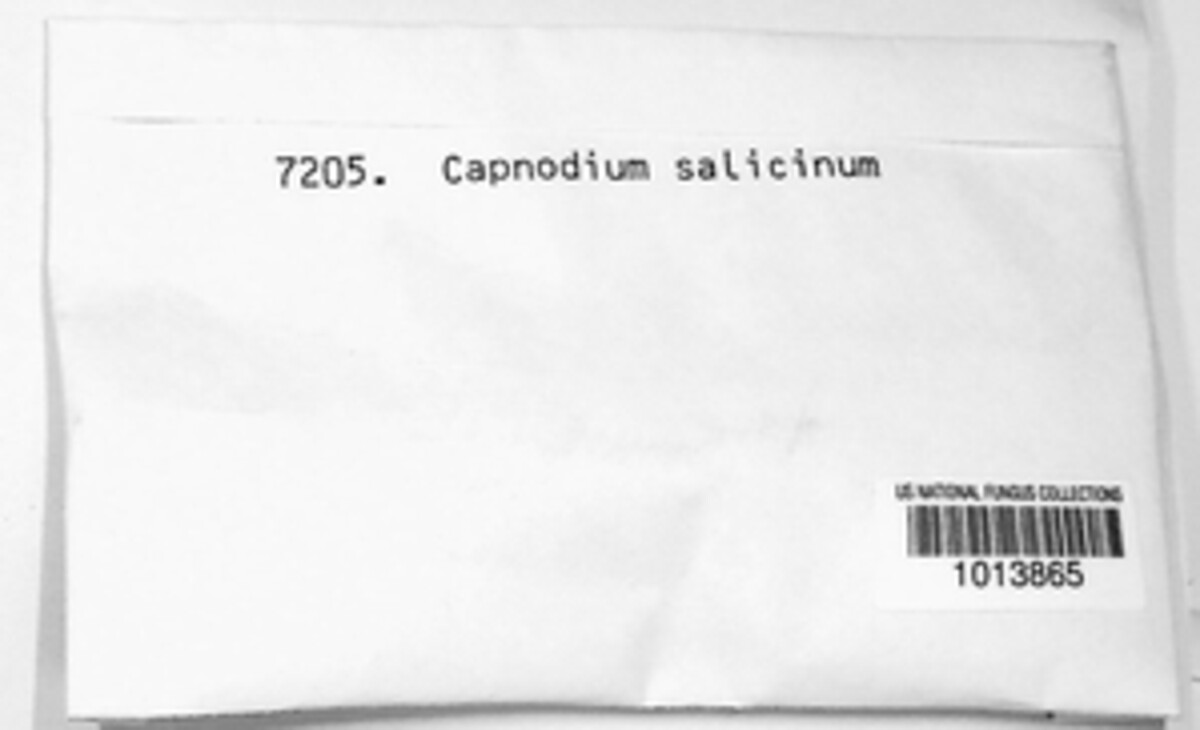 7205. Capnodium salicinum
US NATIONAL FUNGUS COLLECTIONS
1013865